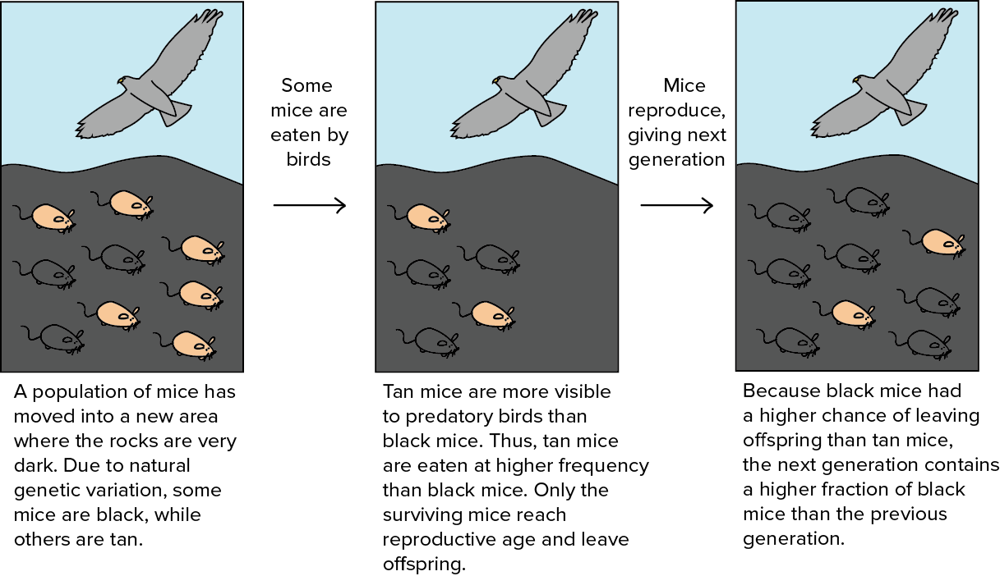 Some
mice are
eaten by
birds
Mice
reproduce,
giving next
generation
A population of mice has
moved into a new area
where the rocks are very
dark. Due to natural
genetic variation, some
mice are black, while
others are tan.
Tan mice are more visible
to predatory birds than
black mice. Thus, tan mice
are eaten at higher frequency
than black mice. Only the
surviving mice reach
reproductive age and leave
offspring.
Because black mice had
a higher chance of leaving
offspring than tan mice,
the next generation contains
a higher fraction of black
mice than the previous
generation.